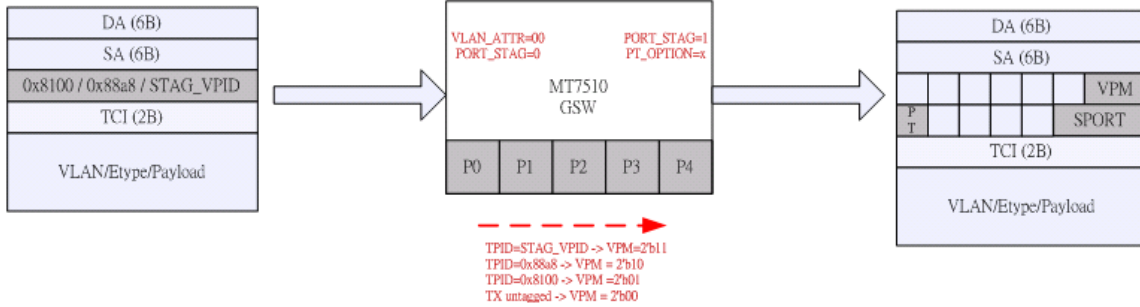 DA (6B)
SA (6B)
0x8100 / 0x88a8 / STAG_VPID
TCI (2B)
VLAN/Etype/Payload
VLAN_ATTR=00
PORT_STAG=0
PORT_STAG=1
PT_OPTION=x
MT7510
GSW
P0 P1 P2 P3 P4
TPID=STAG_VPID -> VPM=2'b11
TPID=0x88a8 -> VPM = 2'b10
TPID=0x8100 -> VPM =2'b01
TX untagged -> VPM = 2'b00
DA (6B)
SA (6B)
VPM
P
T
SPORT
TCI (2B)
VLAN/Etype/Payload